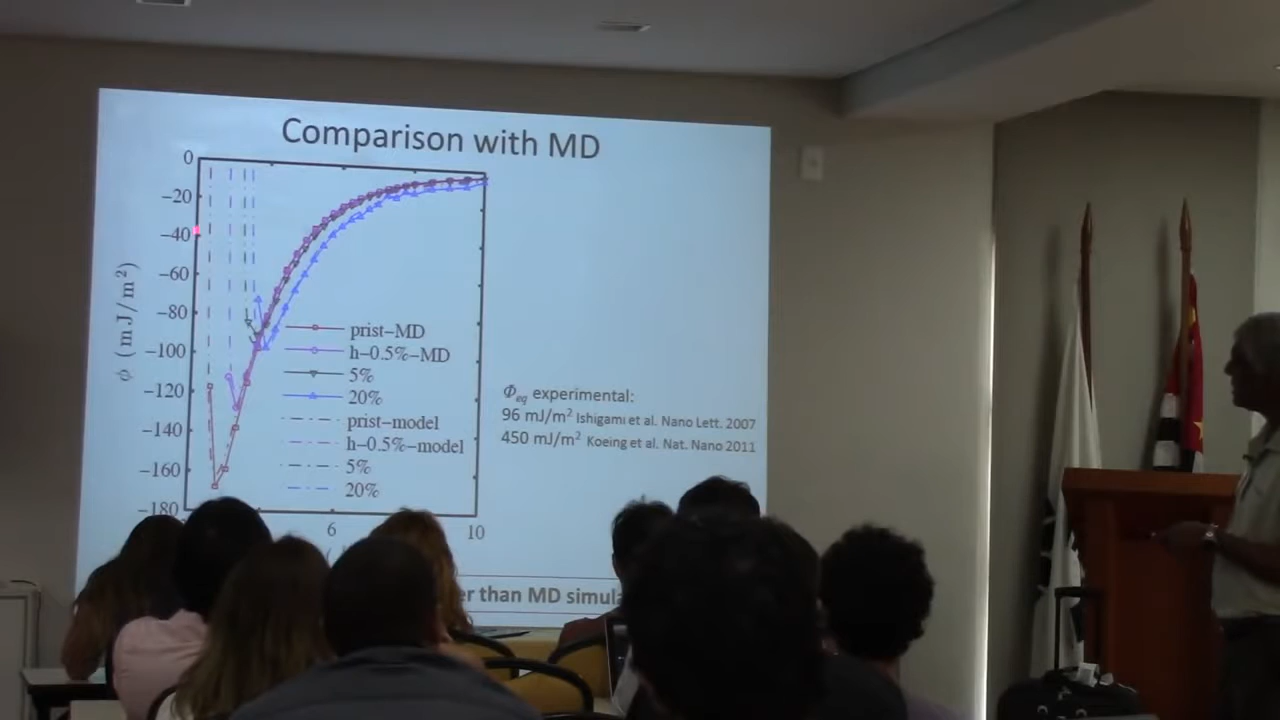 Comparison with MD
0
−20
−40
−60
−80
−100
−120
−140
−160
−180
ϕ (mJ/m²)
prist−MD
h−0.5%−MD
5%
20%
prist−model
h−0.5%−model
5%
20%
6
10
Φeq experimental:
96 mJ/m² Ishigami et al. Nano Lett. 2007
450 mJ/m² Koeing et al. Nat. Nano 2011
than MD